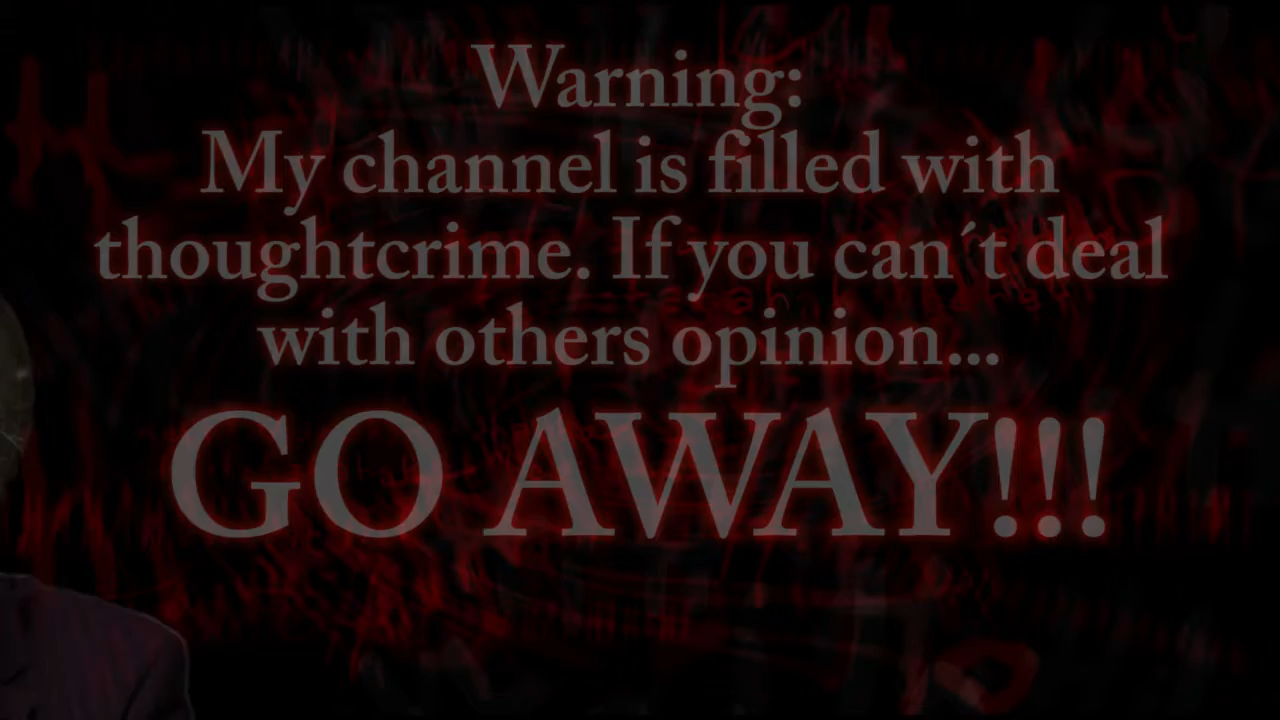 Warning:
My channel is filled with
thoughtcrime. If you can´t deal
with others opinion...
GO AWAY!!!